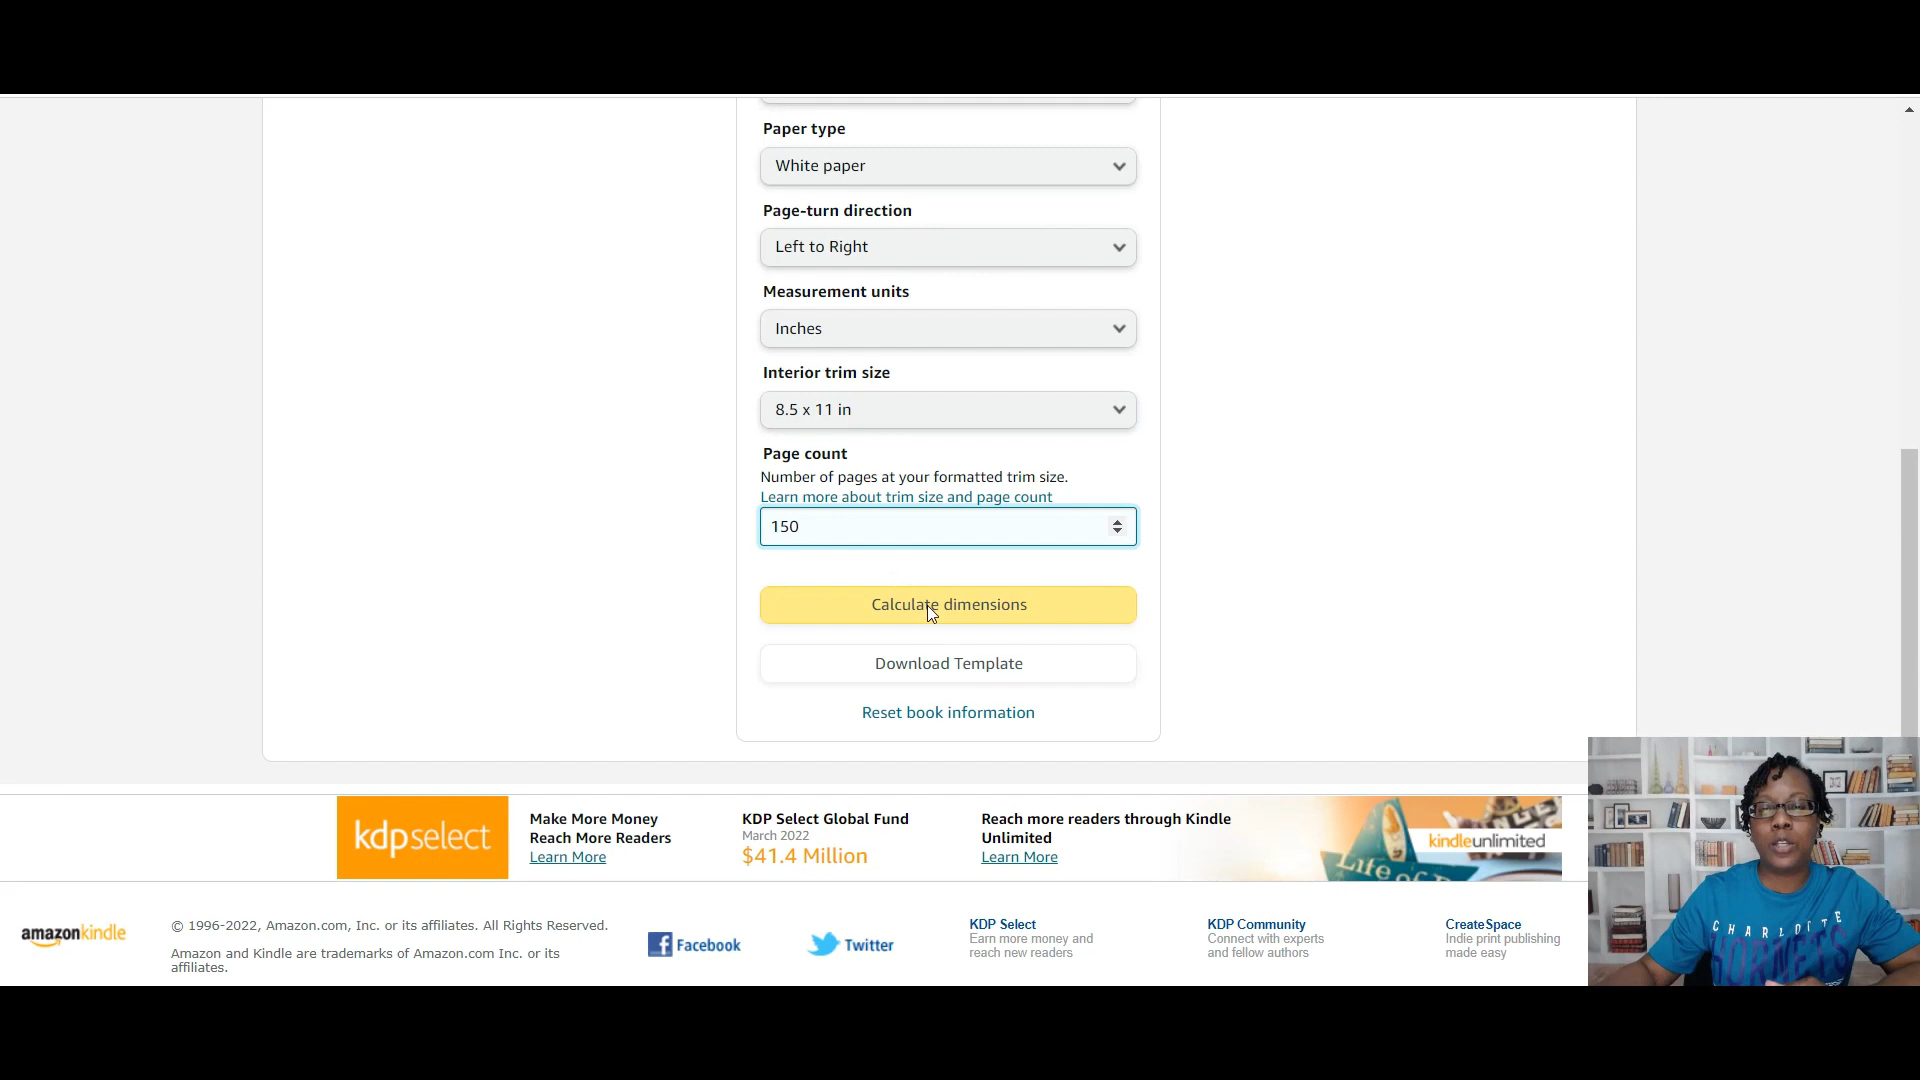 Paper type
White paper
Page-turn direction
Left to Right
Measurement units
Inches
Interior trim size
8.5 x 11 in
Page count
Number of pages at your formatted trim size.
Learn more about trim size and page count
150
Calculate dimensions
Download Template
Reset book information
kdpselect
Make More Money
Reach More Readers
Learn More
KDP Select Global Fund
March 2022
$41.4 Million
Reach more readers through Kindle
Unlimited
Learn More
Life of
kindleunlimited
amazonkindle
© 1996-2022, Amazon.com, Inc. or its affiliates. All Rights Reserved.
Amazon and Kindle are trademarks of Amazon.com Inc. or its
affiliates.
Facebook
Twitter
KDP Select
Earn more money and
reach new readers
KDP Community
Connect with experts
and fellow authors
CreateSpace
Indie print publishing
made easy
CHARLOTTE
HORNETS